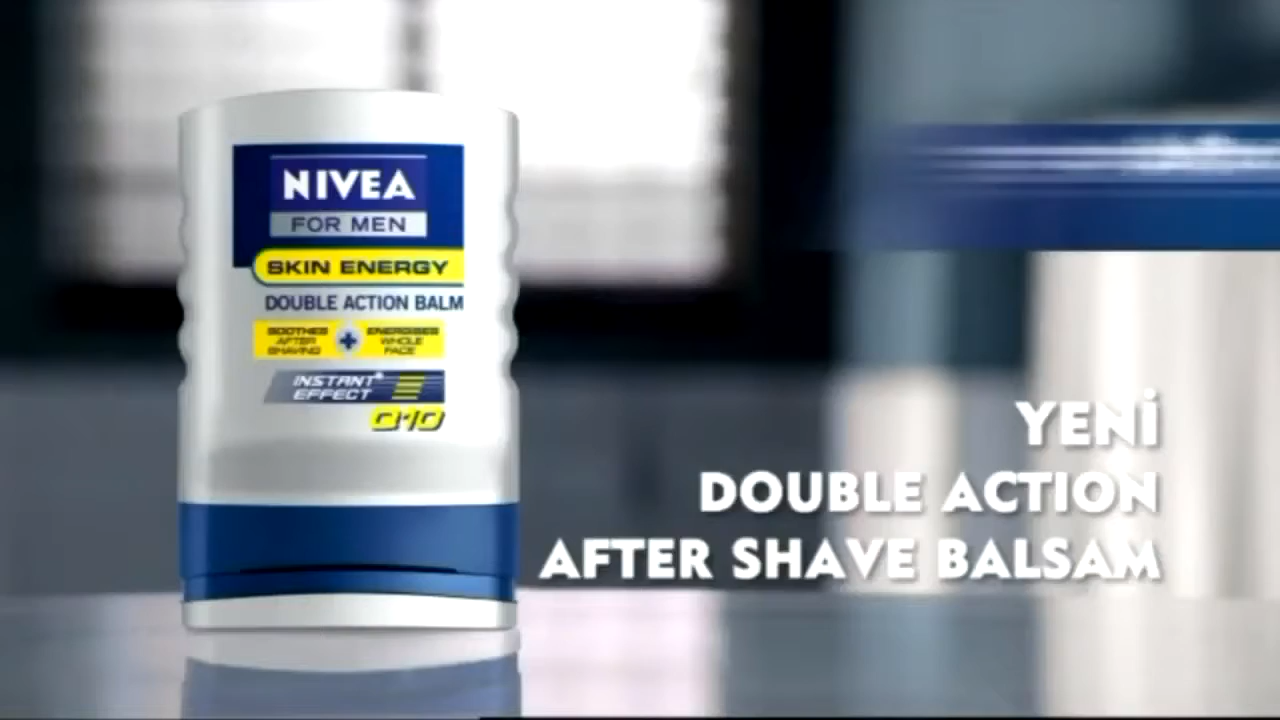 NIVEA
FOR MEN
SKIN ENERGY
DOUBLE ACTION BALM
SOOTHES AFTER SHAVING
+
ENERGISES WHOLE FACE
INSTANT EFFECT
Q10
YENİ
DOUBLE ACTION
AFTER SHAVE BALSAM